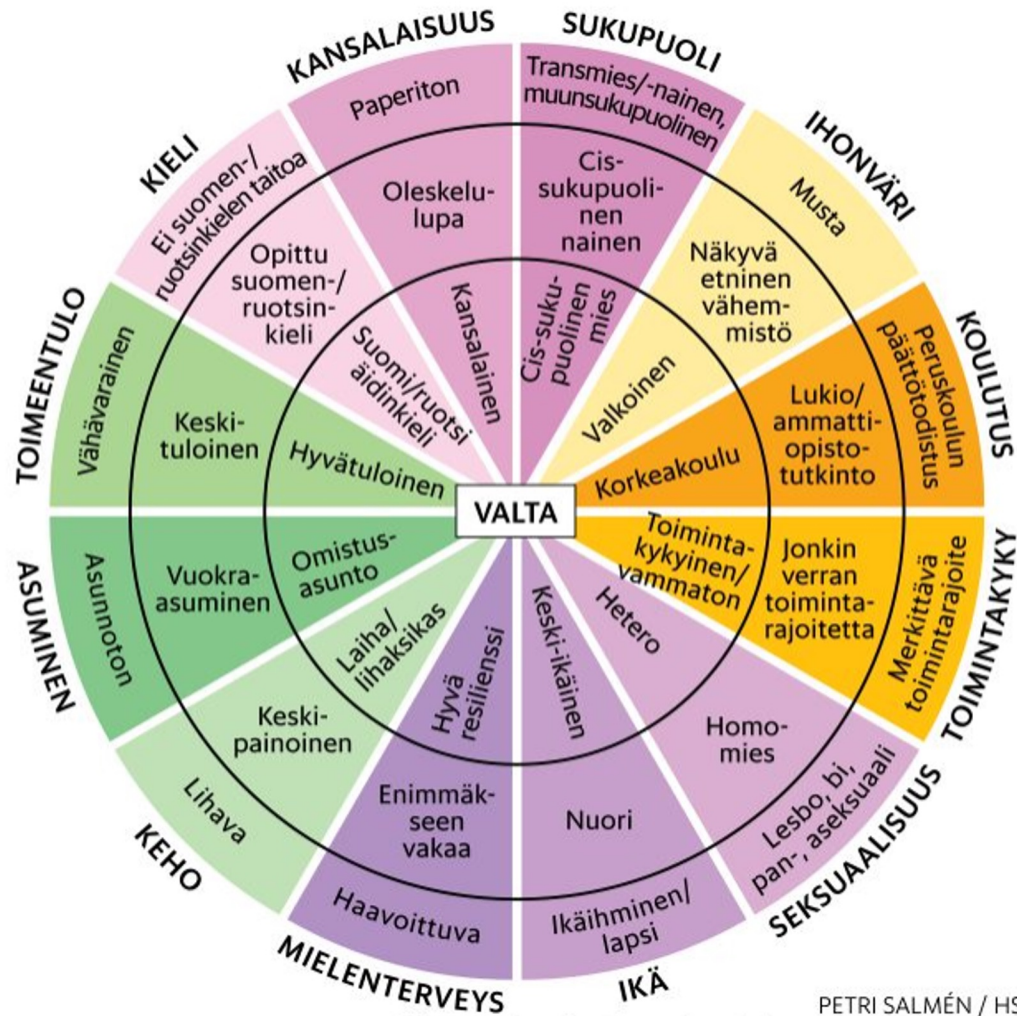 KANSALAISUUS
Paperiton
Oleskelu-
lupa
Kansalainen
SUKUPUOLI
Transmies/-nainen,
muunsukupuolinen
Cis-
sukupuoli-
nen
nainen
Cis-suku-
puolinen
mies
IHONVÄRI
Musta
Näkyvä
etninen
vähem-
mistö
Valkoinen
KOULUTUS
Peruskoulun
päättötodistus
Lukio/
ammatti-
opisto-
tutkinto
Korkeakoulu
TOIMINTAKYKY
Merkittävä
toimintarajoite
Jonkin
verran
toiminta-
rajoitetta
Toiminta-
kykyinen/
vammaton
SEKSUAALISUUS
Lesbo, bi,
pan-, aseksuaali
Homo-
mies
Hetero
IKÄ
Ikäihminen/
lapsi
Nuori
Keski-ikäinen
MIELENTERVEYS
Haavoittuva
Enimmäk-
seen
vakaa
Hyvä
resilienssi
KEHO
Lihava
Keski-
painoinen
Laiha/
lihaksikas
ASUMINEN
Asunnoton
Vuokra-
asuminen
Omistus-
asunto
TOIMEENTULO
Vähävarainen
Keski-
tuloinen
Hyvätuloinen
KIELI
Ei suomen-/
ruotsinkielen taitoa
Opittu
suomen-/
ruotsin-
kieli
Suomi/ruotsi
äidinkieli
VALTA
PETRI SALMÉN / HS